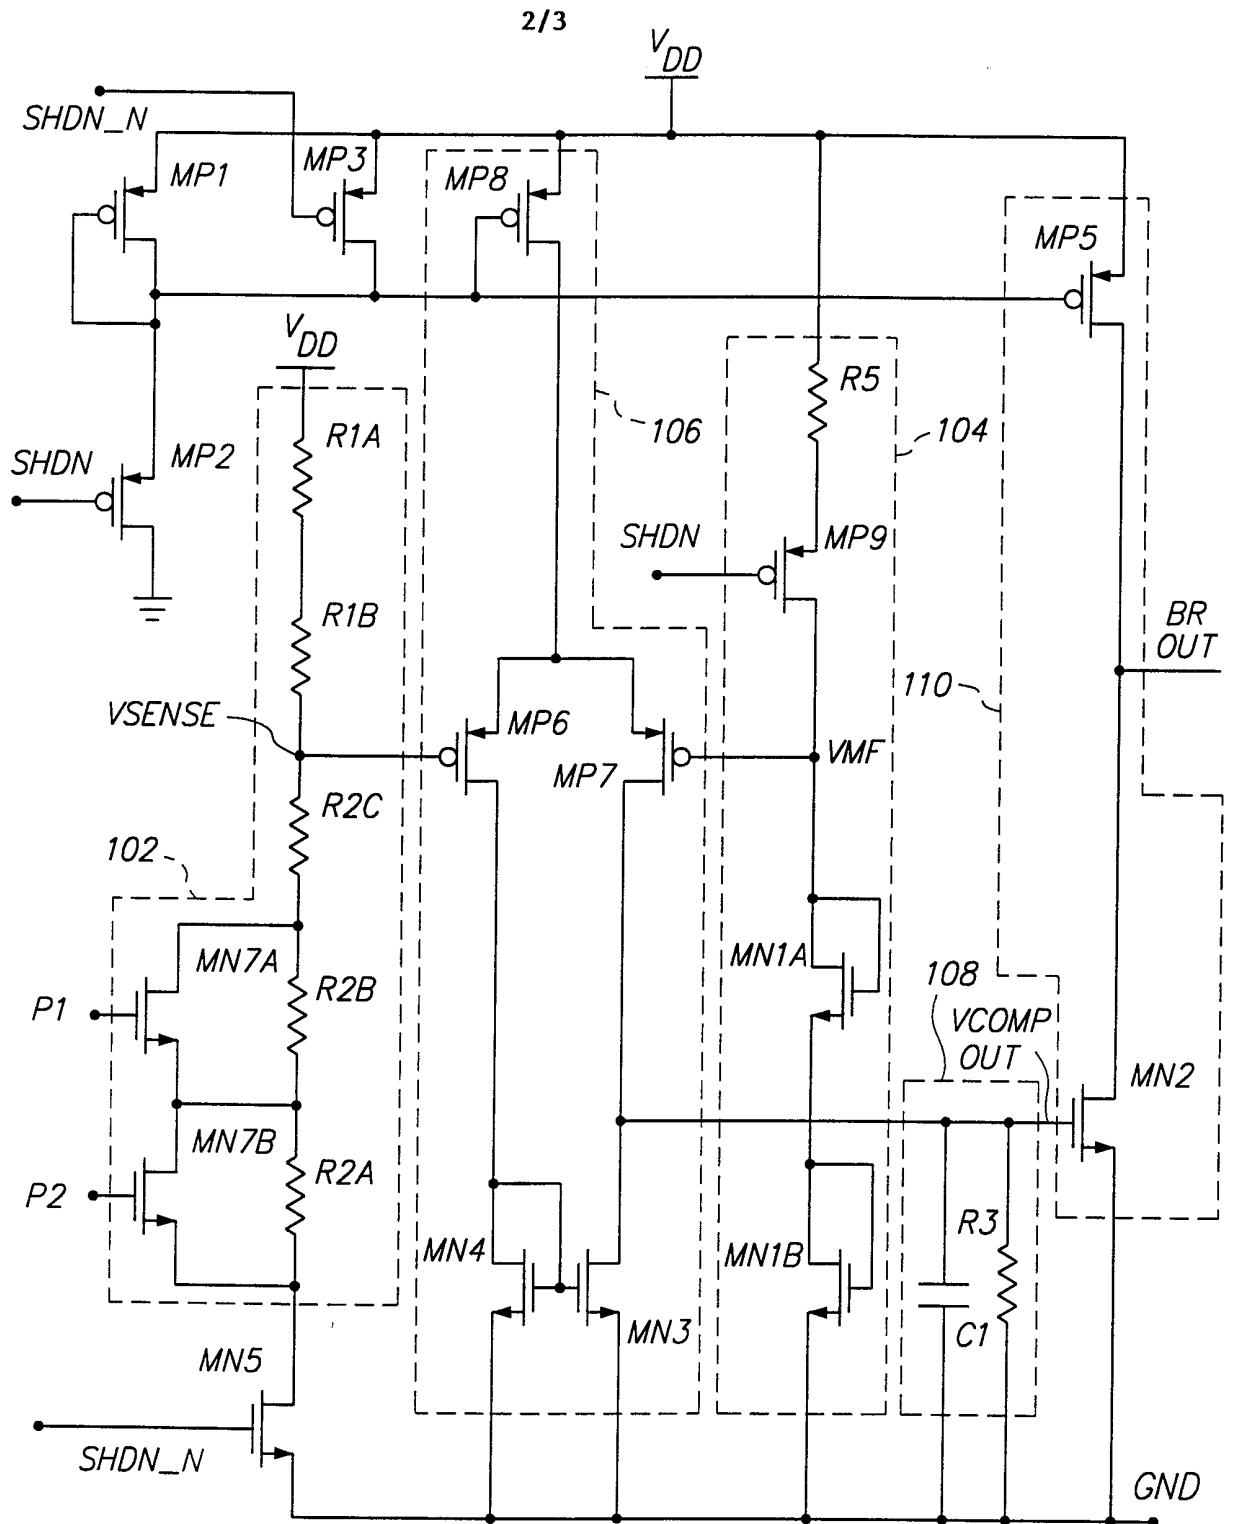 2/3
VDD
SHDN_N
MP1
MP3
MP8
MP5
VDD
R5
R1A
106
104
SHDN
MP2
SHDN
MP9
R1B
BR
OUT
110
VSENSE
MP6
VMF
MP7
R2C
102
MN7A
MN1A
108
R2B
P1
VCOMP
OUT
MN2
MN7B
R2A
P2
R3
MN4
MN1B
MN3
C1
MN5
SHDN_N
GND